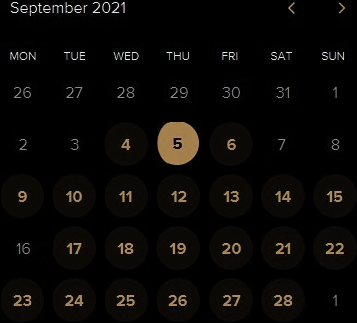 September 2021
MON TUE WED THU FRI SAT SUN
26 27 28 29 30 31 1
2 3 4 5 6 7 8
9 10 11 12 13 14 15
16 17 18 19 20 21 22
23 24 25 26 27 28 1